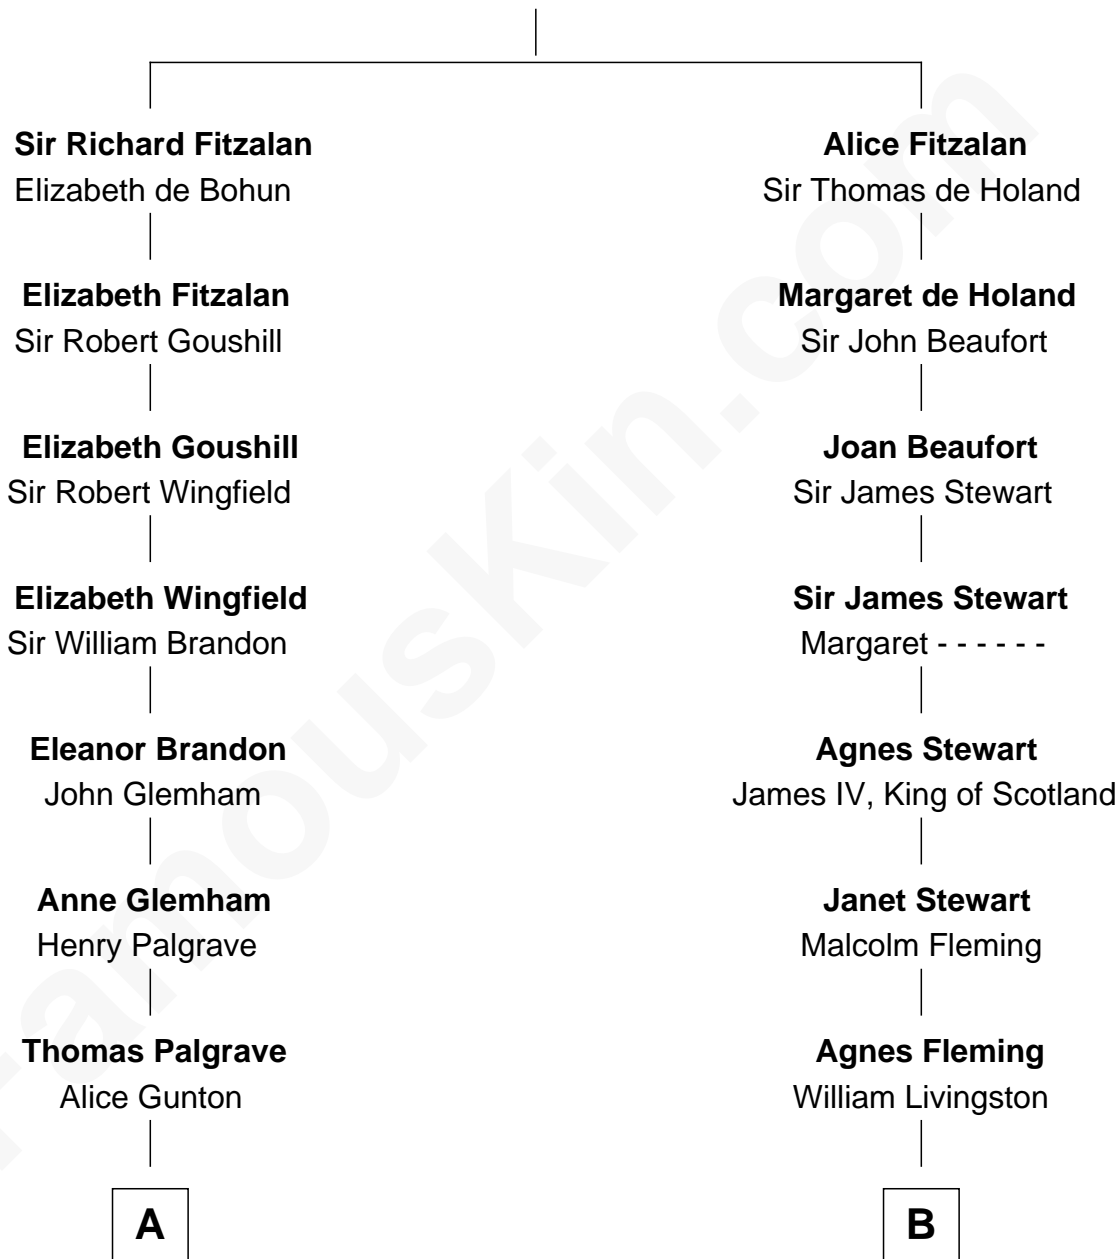 Sir Richard Fitzalan
Elizabeth de Bohun
Elizabeth Fitzalan
Sir Robert Goushill
Elizabeth Goushill
Sir Robert Wingfield
Elizabeth Wingfield
Sir William Brandon
Eleanor Brandon
John Glemham
Anne Glemham
Henry Palgrave
Thomas Palgrave
Alice Gunton
A
Alice Fitzalan
Sir Thomas de Holand
Margaret de Holand
Sir John Beaufort
Joan Beaufort
Sir James Stewart
Sir James Stewart
Margaret - - - - - -
Agnes Stewart
James IV, King of Scotland
Janet Stewart
Malcolm Fleming
Agnes Fleming
William Livingston
B
FamousKin.com